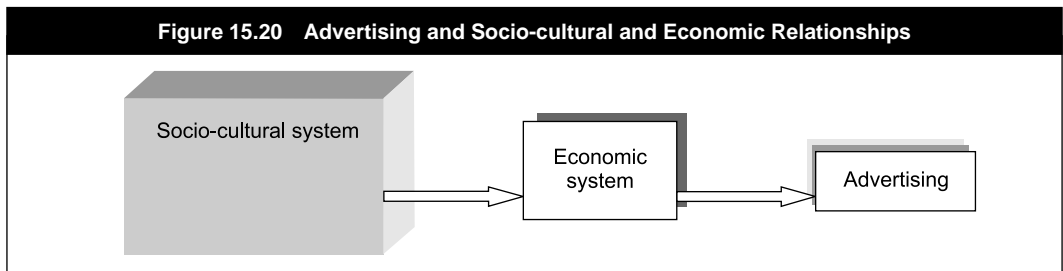 Figure 15.20 Advertising and Socio-cultural and Economic Relationships
Socio-cultural system
Economic
system
Advertising